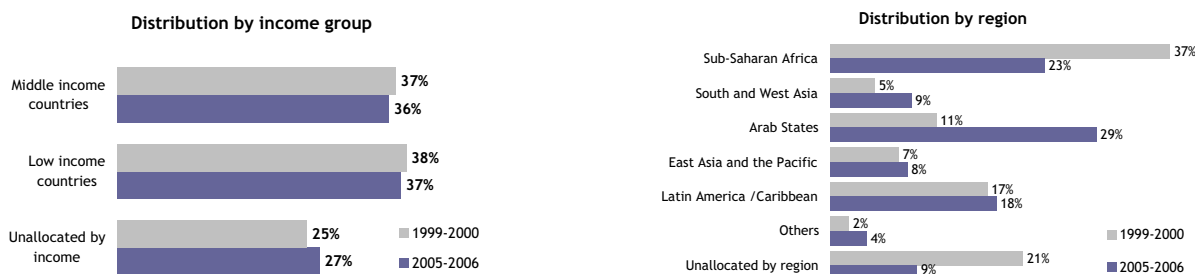 Distribution by income group
Middle income
countries
37%
36%
Low income
countries
38%
37%
Unallocated by
income
25%
27%
1999-2000
2005-2006
Distribution by region
Sub-Saharan Africa
37%
23%
South and West Asia
5%
9%
Arab States
11%
29%
East Asia and the Pacific
7%
8%
Latin America /Caribbean
17%
18%
Others
2%
4%
Unallocated by region
21%
9%
1999-2000
2005-2006